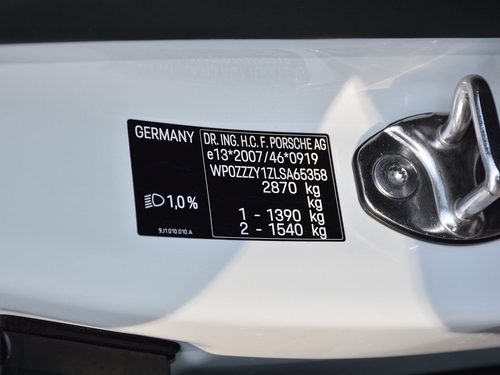 GERMANY
DR. ING. H.C. F. PORSCHE AG
e13*2007/46*0919
WP0ZZZY1ZLSA65358
2870 kg
kg
1,0 %
1 - 1390 kg
2 - 1540 kg
9J1.010.010.A